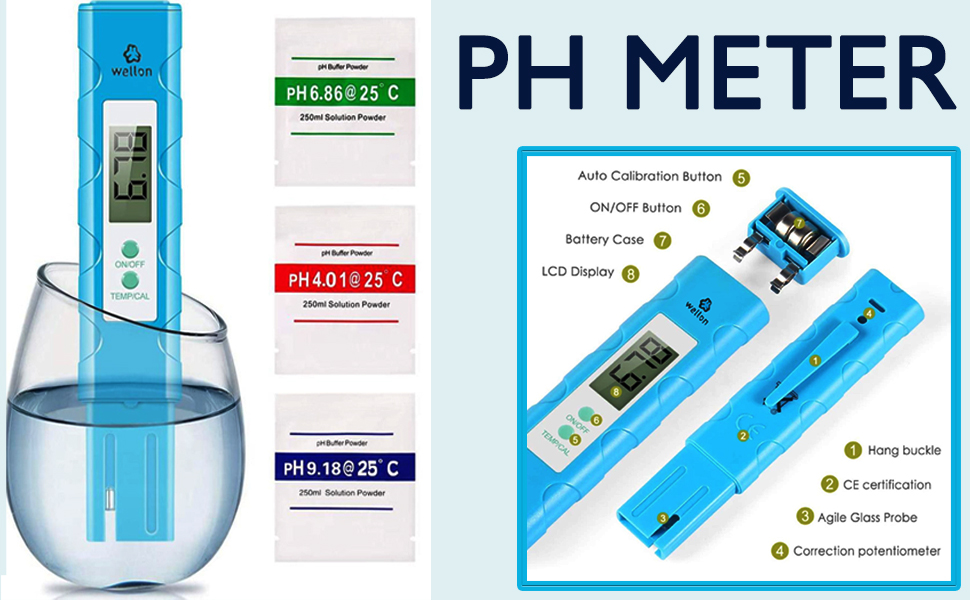 wellon
6.78
ON/OFF
TEMP/CAL
pH Buffer Powder
PH 6.86@ 25°C
250ml Solution Powder
pH Buffer Powder
PH 4.01@ 25°C
250ml Solution Powder
pH Buffer Powder
PH 9.18@ 25°C
250ml Solution Powder
PH METER
Auto Calibration Button 5
ON/OFF Button 6
Battery Case 7
LCD Display 8
7
wellon
6.78
8
ON/OFF
6
TEMP/CAL
5
4
1
2
CE
3
1 Hang buckle
2 CE certification
3 Agile Glass Probe
4 Correction potentiometer